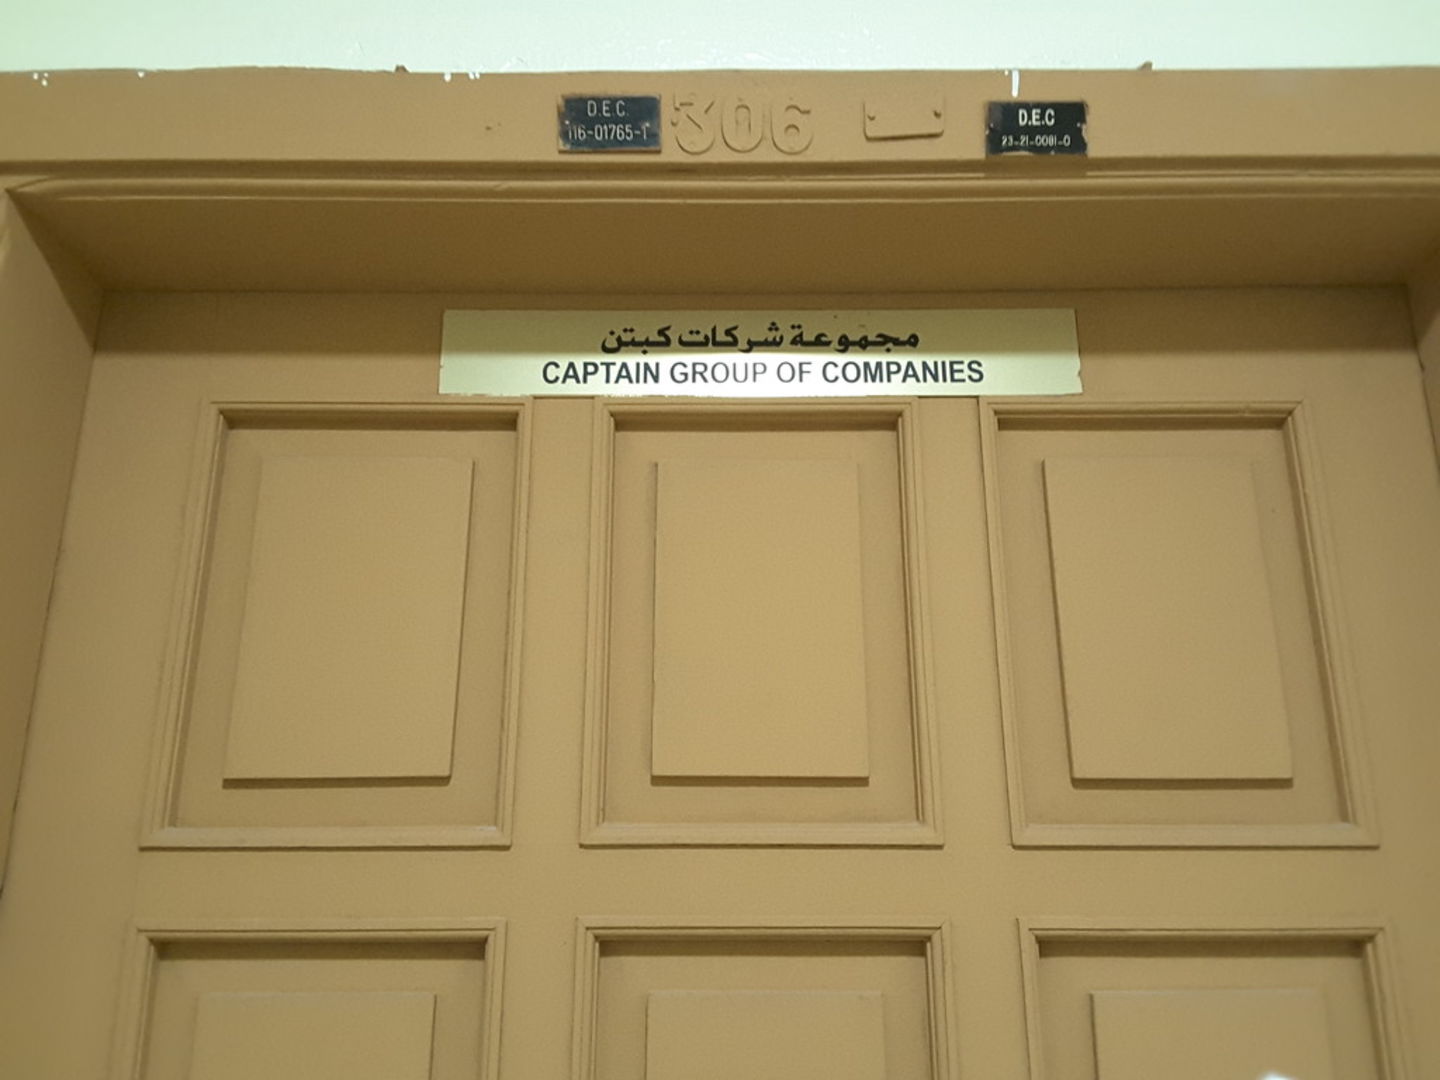 D.E.C.
116-01765-1
306
D.E.C
23-21-0081-0
مجموعة شركات كبتن
CAPTAIN GROUP OF COMPANIES